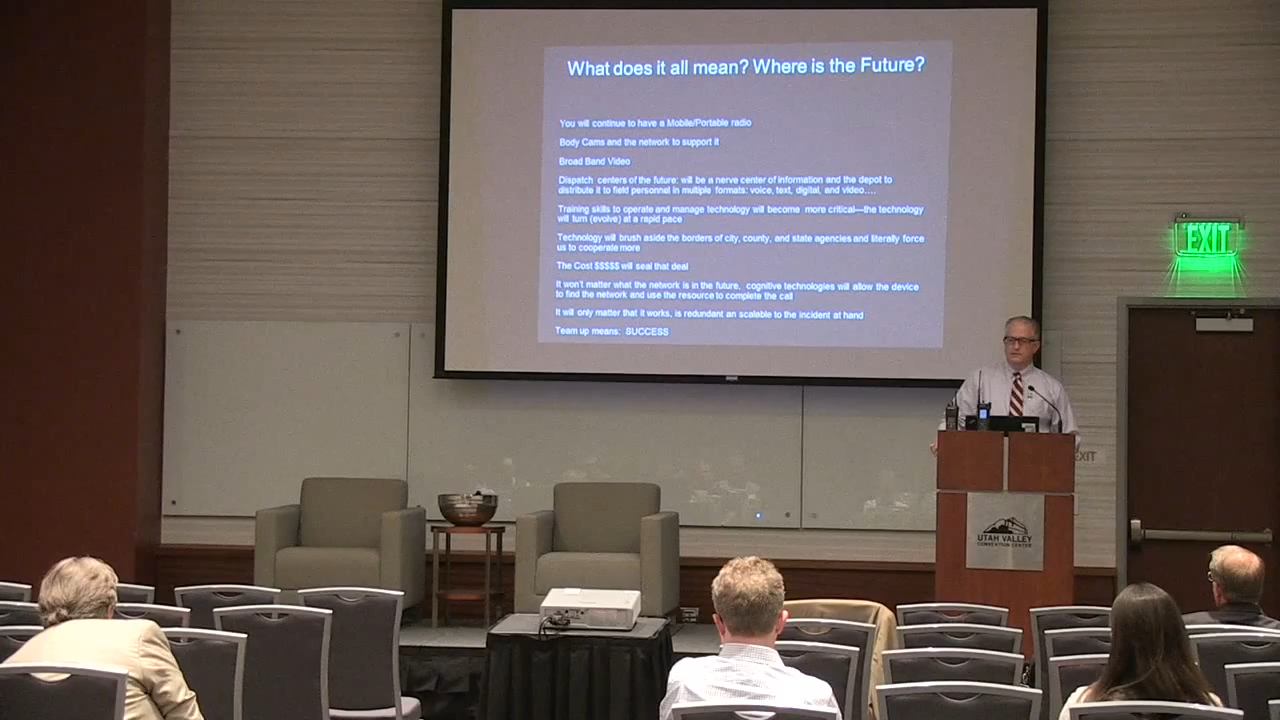 What does it all mean? Where is the Future?
You will continue to have a Mobile/Portable radio
Body Cams and the network to support it
Broad Band Video
Dispatch centers of the future: will be a nerve center of information and the depot to
distribute it to field personnel in multiple formats: voice, text, digital, and video....
Training skills to operate and manage technology will become more critical—the technology
will turn (evolve) at a rapid pace
Technology will brush aside the borders of city, county, and state agencies and literally force
us to cooperate more
The Cost $$$$$ will seal that deal
It won't matter what the network is in the future, cognitive technologies will allow the device
to find the network and use the resource to complete the call
It will only matter that it works, is redundant an scalable to the incident at hand
Team up means: SUCCESS
EXIT
EXIT
UTAH VALLEY
CONVENTION CENTER